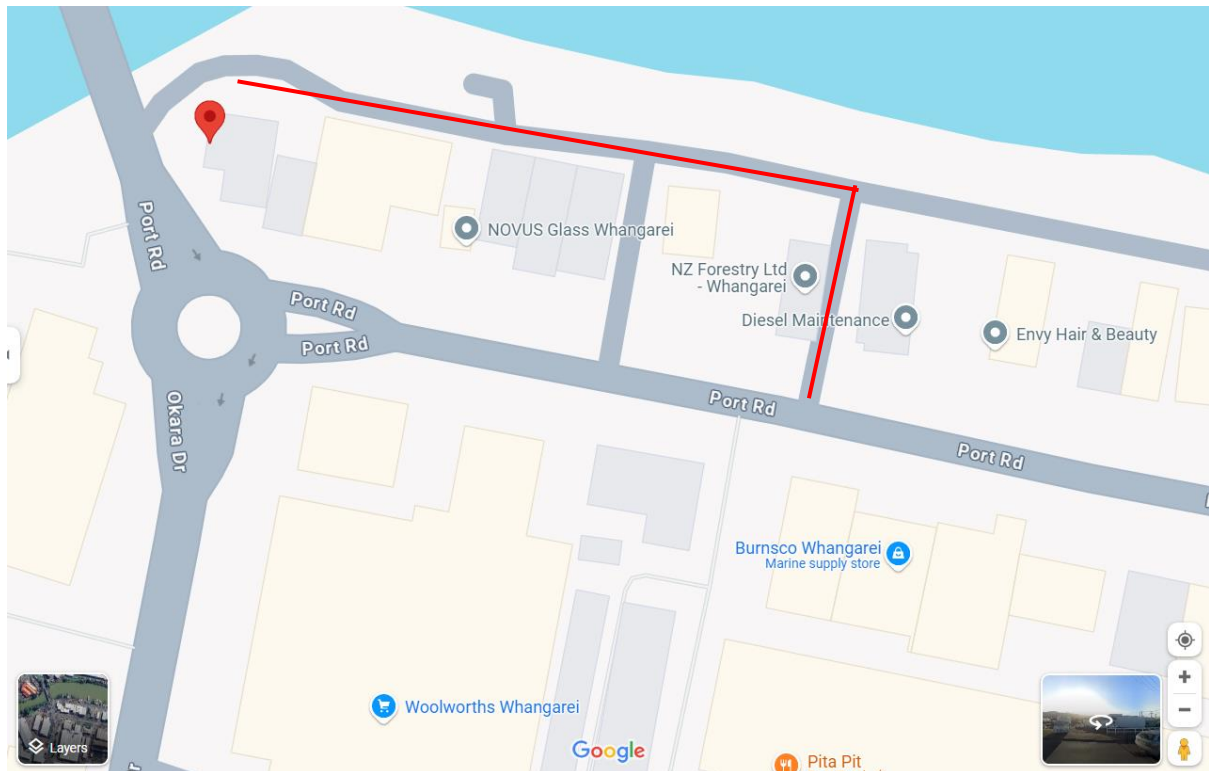 Port Rd
NOVUS Glass Whangarei
NZ Forestry Ltd
- Whangarei
Port Rd
Diesel Maintenance
Envy Hair & Beauty
Port Rd
Port Rd
Okara Dr
Port Rd
Burnsco Whangarei
Marine supply store
Woolworths Whangarei
Layers
Google
Pita Pit